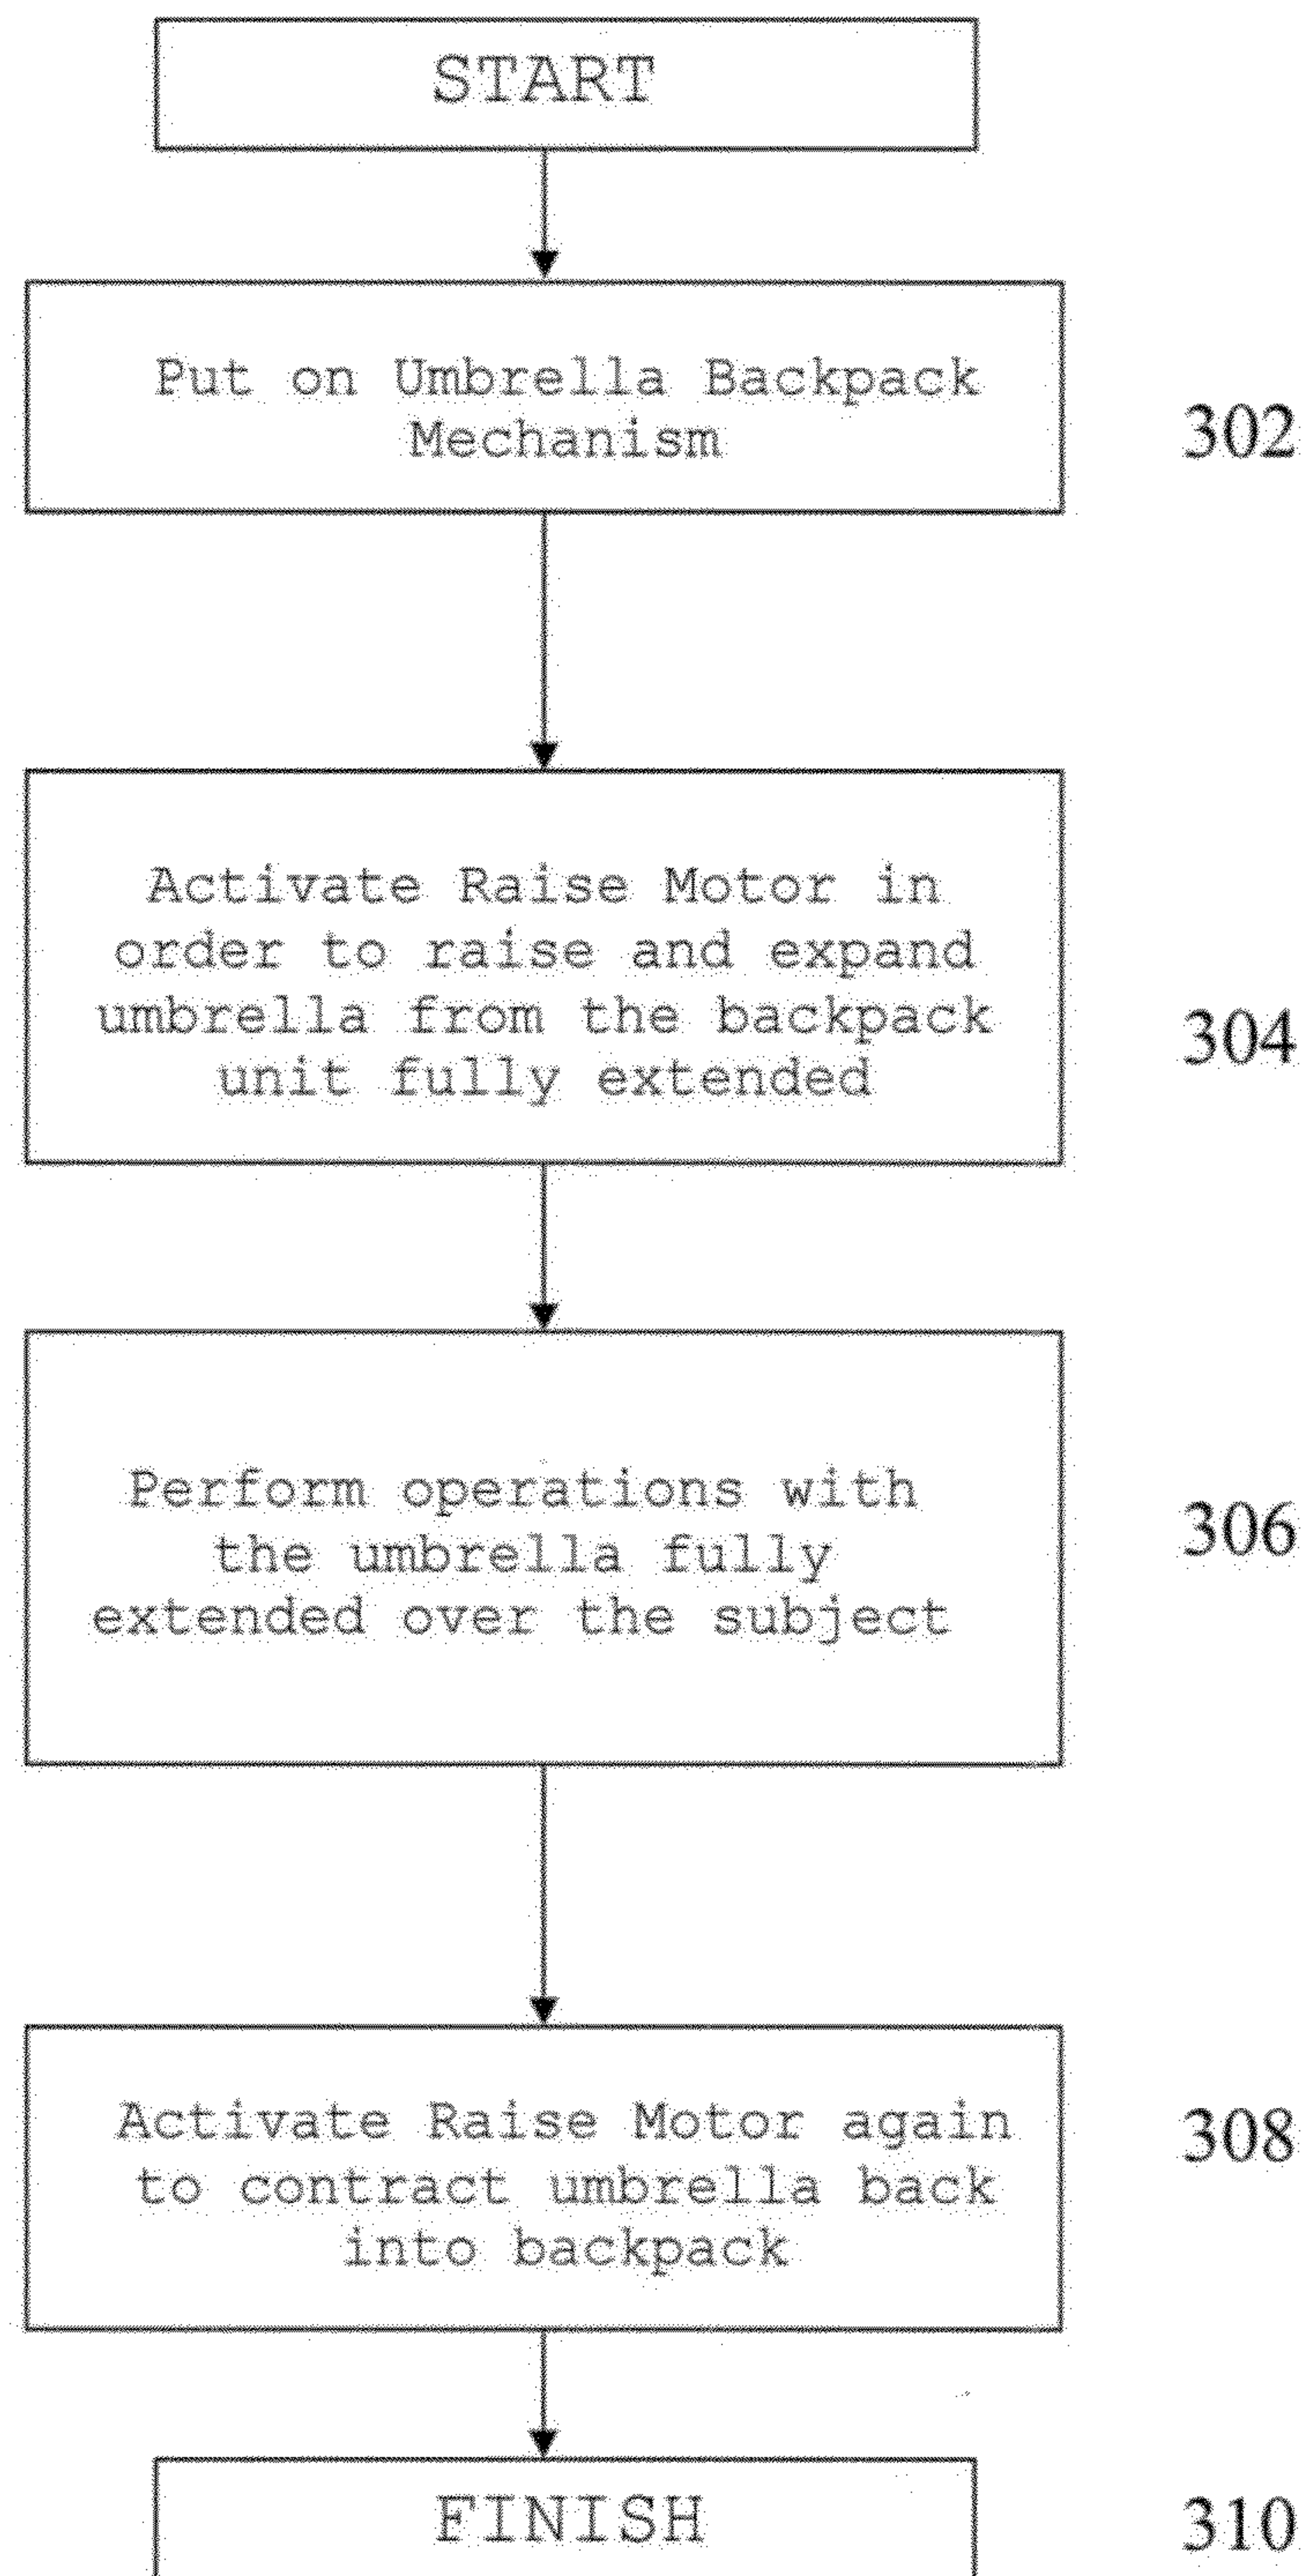 START
Put on Umbrella Backpack
Mechanism
302
Activate Raise Motor in
order to raise and expand
umbrella from the backpack
unit fully extended
304
Perform operations with
the umbrella fully
extended over the subject
306
Activate Raise Motor again
to contract umbrella back
into backpack
308
FINISH
310